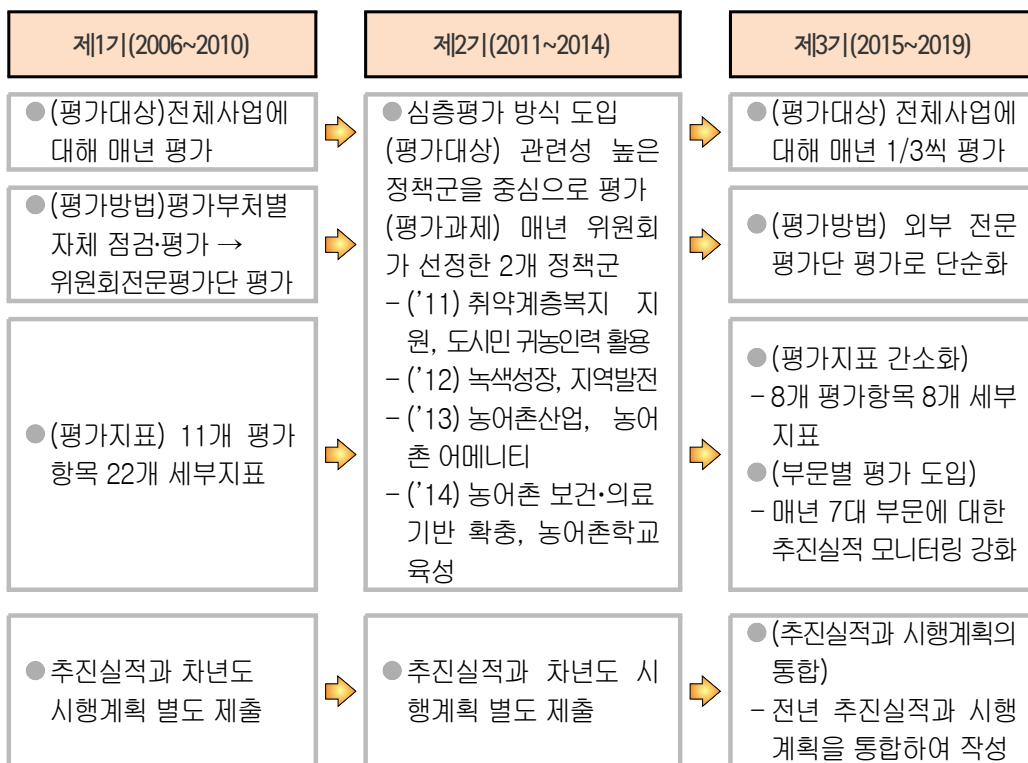 제1기(2006~2010)
제2기(2011~2014)
제3기(2015~2019)
●(평가대상)전체사업에
대해 매년 평가
●(평가방법)평가부처별
자체 점검·평가 →
위원회전문평가단 평가
●(평가지표) 11개 평가
항목 22개 세부지표
●추진실적과 차년도
시행계획 별도 제출
●심층평가 방식 도입
(평가대상) 관련성 높은
정책군을 중심으로 평가
(평가과제) 매년 위원회
가 선정한 2개 정책군
– (’11) 취약계층복지 지
원, 도시민 귀농인력 활용
– (’12) 녹색성장, 지역발전
– (’13) 농어촌산업, 농어
촌 어메니티
– (’14) 농어촌 보건·의료
기반 확충, 농어촌학교
육성
●추진실적과 차년도 시
행계획 별도 제출
●(평가대상) 전체사업에
대해 매년 1/3씩 평가
●(평가방법) 외부 전문
평가단 평가로 단순화
●(평가지표 간소화)
– 8개 평가항목 8개 세부
지표
●(부문별 평가 도입)
– 매년 7대 부문에 대한
추진실적 모니터링 강화
●(추진실적과 시행계획의
통합)
– 전년 추진실적과 시행
계획을 통합하여 작성